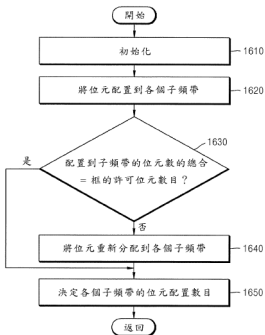 開始
初始化
1610
將位元配置到各個子頻帶
1620
1630
配置到子頻帶的位元數的總合
= 框的許可位元數目?
是
否
將位元重新分配到各個子頻帶
1640
決定各個子頻帶的位元配置數目
1650
返回